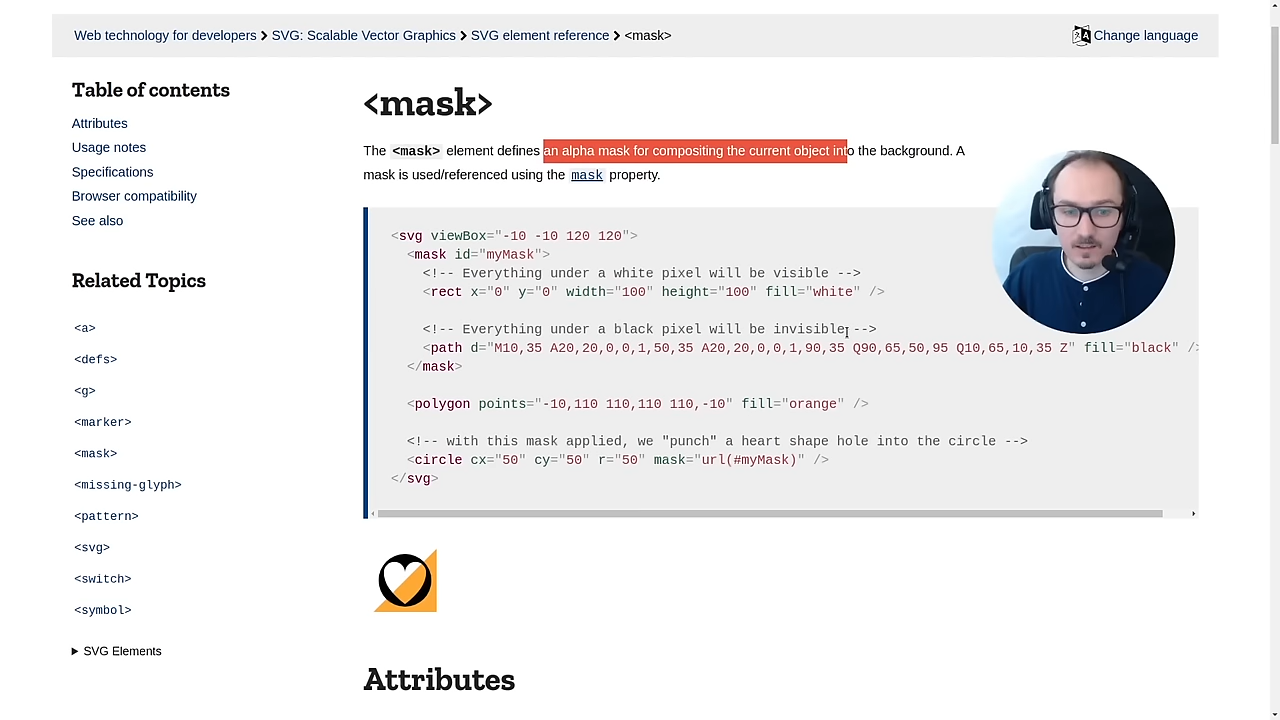 Web technology for developers > SVG: Scalable Vector Graphics > SVG element reference > <mask>
Change language
Table of contents
Attributes
Usage notes
Specifications
Browser compatibility
See also
Related Topics
<a>
<defs>
<g>
<marker>
<mask>
<missing-glyph>
<pattern>
<svg>
<switch>
<symbol>
SVG Elements
<mask>
The <mask> element defines an alpha mask for compositing the current object into the background. A
mask is used/referenced using the mask property.
<svg viewBox="-10 -10 120 120">
<mask id="myMask">
<!-- Everything under a white pixel will be visible -->
<rect x="0" y="0" width="100" height="100" fill="white" />
<!-- Everything under a black pixel will be invisible -->
<path d="M10,35 A20,20,0,0,1,50,35 A20,20,0,0,1,90,35 Q90,65,50,95 Q10,65,10,35 Z" fill="black" />
</mask>
<polygon points="-10,110 110,110 110,-10" fill="orange" />
<!-- with this mask applied, we "punch" a heart shape hole into the circle -->
<circle cx="50" cy="50" r="50" mask="url(#myMask)" />
</svg>
Attributes